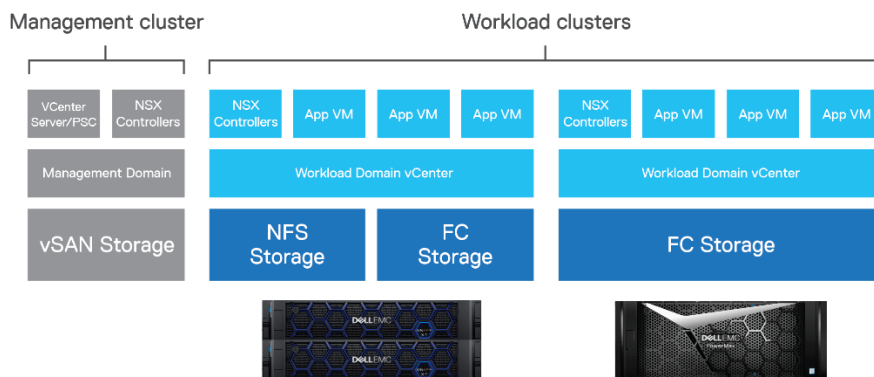 Management cluster
Workload clusters
VCenter
Server/PSC
NSX
Controllers
NSX
Controllers
App VM
App VM
App VM
NSX
Controllers
App VM
App VM
App VM
Management Domain
Workload Domain vCenter
Workload Domain vCenter
vSAN Storage
NFS
Storage
FC
Storage
FC Storage
DELLEMC
DELLEMC
PowerMax
DELLEMC